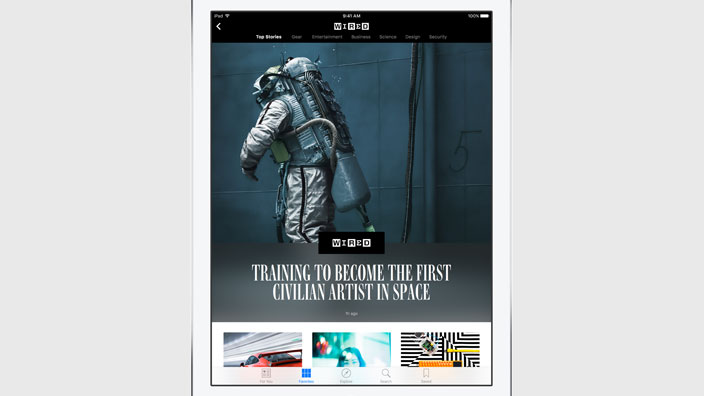 iPad 9:41 AM 100%
WIRED
Top Stories Gear Entertainment Business Science Design Security
5
WIRED
TRAINING TO BECOME THE FIRST
CIVILIAN ARTIST IN SPACE
1h ago
For You Favorites Explore Search Saved